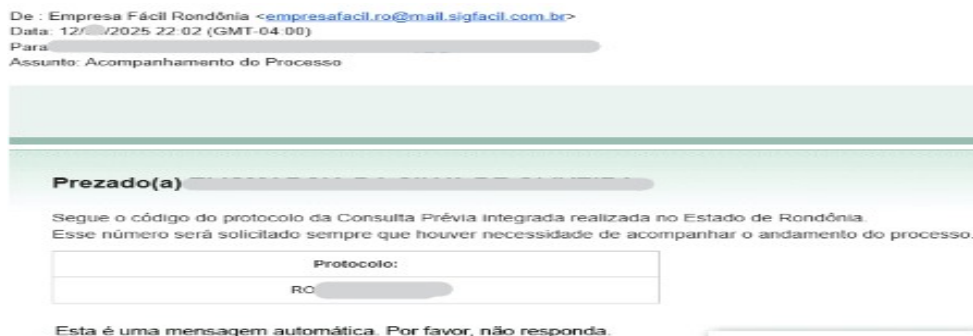 De : Empresa Fácil Rondônia <empresafacil.ro@mail.sigfacil.com.br>
Data: 12/ /2025 22:02 (GMT-04:00)
Para
Assunto: Acompanhamento do Processo
Prezado(a)
Segue o código do protocolo da Consulta Prévia integrada realizada no Estado de Rondônia.
Esse número será solicitado sempre que houver necessidade de acompanhar o andamento do processo.
Protocolo:
RO
Esta é uma mensagem automática. Por favor, não responda.